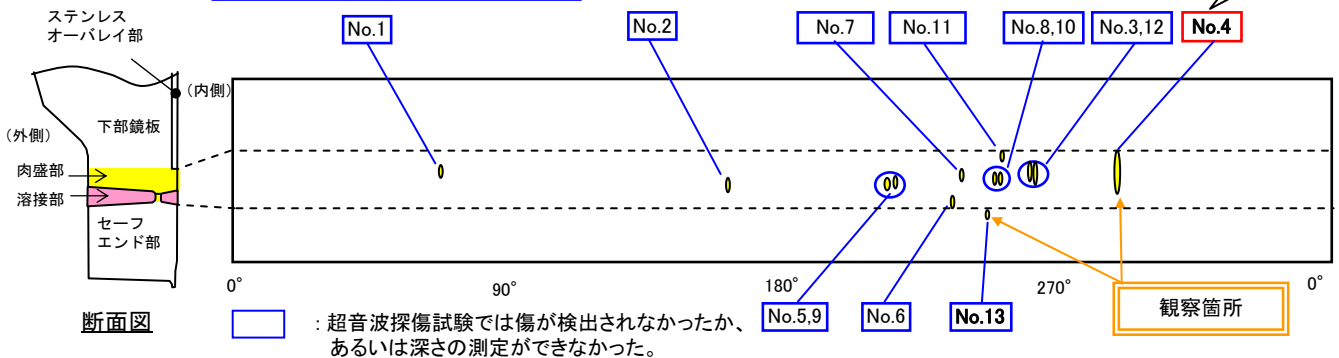 ステンレス
オーバレイ部
No.1
No.2
No.7
No.11
No.8,10
No.3,12
No.4
(内側)
(外側)
下部鏡板
肉盛部
溶接部
セーフ
エンド部
0°
90°
180°
270°
0°
断面図
No.5,9
No.6
No.13
観察箇所
:超音波探傷試験では傷が検出されなかったか、
あるいは深さの測定ができなかった。